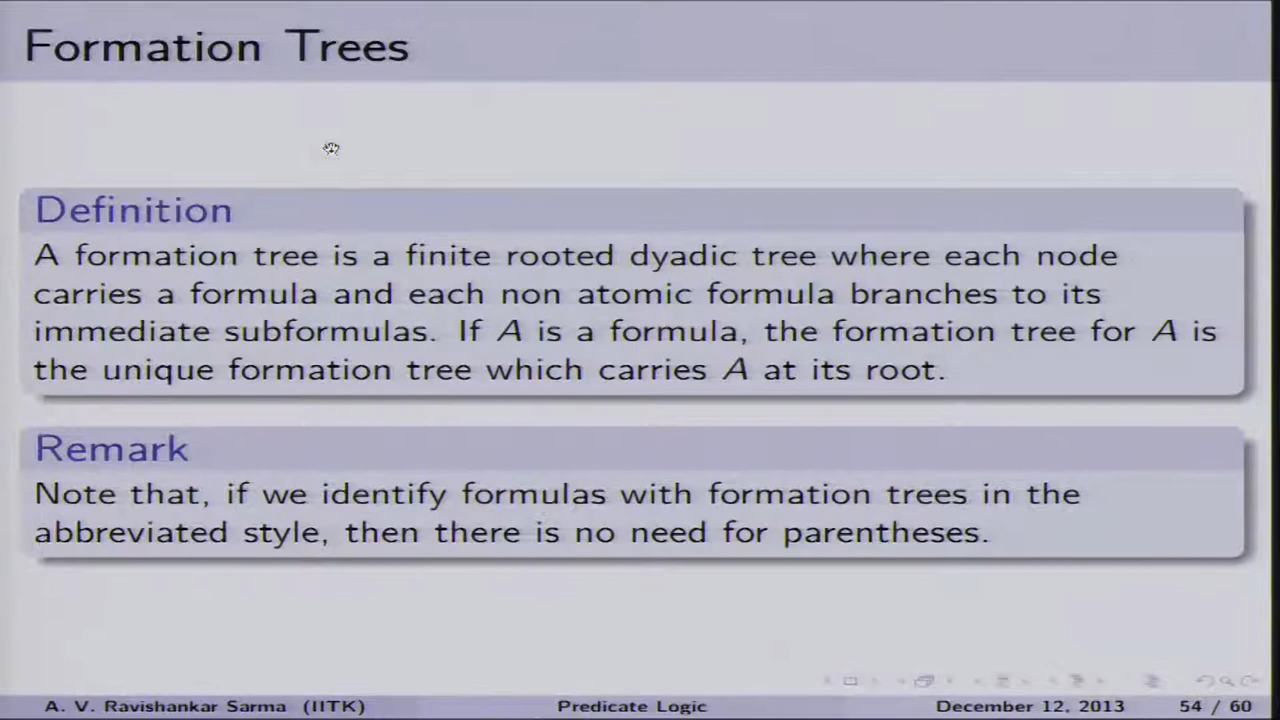 Formation Trees
Definition
A formation tree is a finite rooted dyadic tree where each node
carries a formula and each non atomic formula branches to its
immediate subformulas. If A is a formula, the formation tree for A is
the unique formation tree which carries A at its root.
Remark
Note that, if we identify formulas with formation trees in the
abbreviated style, then there is no need for parentheses.
A. V. Ravishankar Sarma (IITK) Predicate Logic December 12, 2013 54 / 60